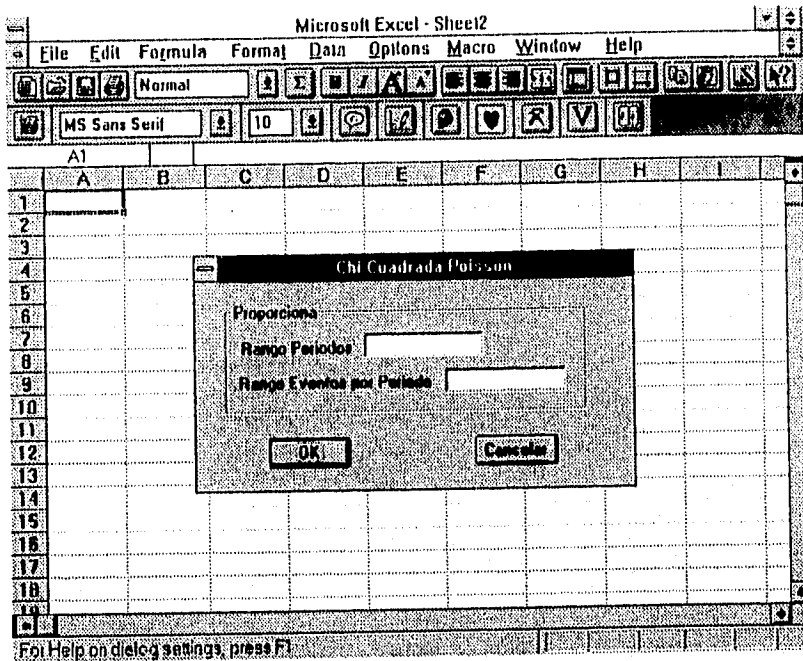 Microsoft Excel - Sheet2
File Edit Formula Format Data Options Macro Window Help
Normal
MS Sans Serif 10
A1
A B C D E F G H I
1
2
3
4 Chi Cuadrada Poisson
5
6 Proporciona
7 Rango Periodos
8
9 Rango Eventos por Periodo
10
11
12 OK Cancelar
13
14
15
16
17
18
19
For Help on dialog settings, press F1